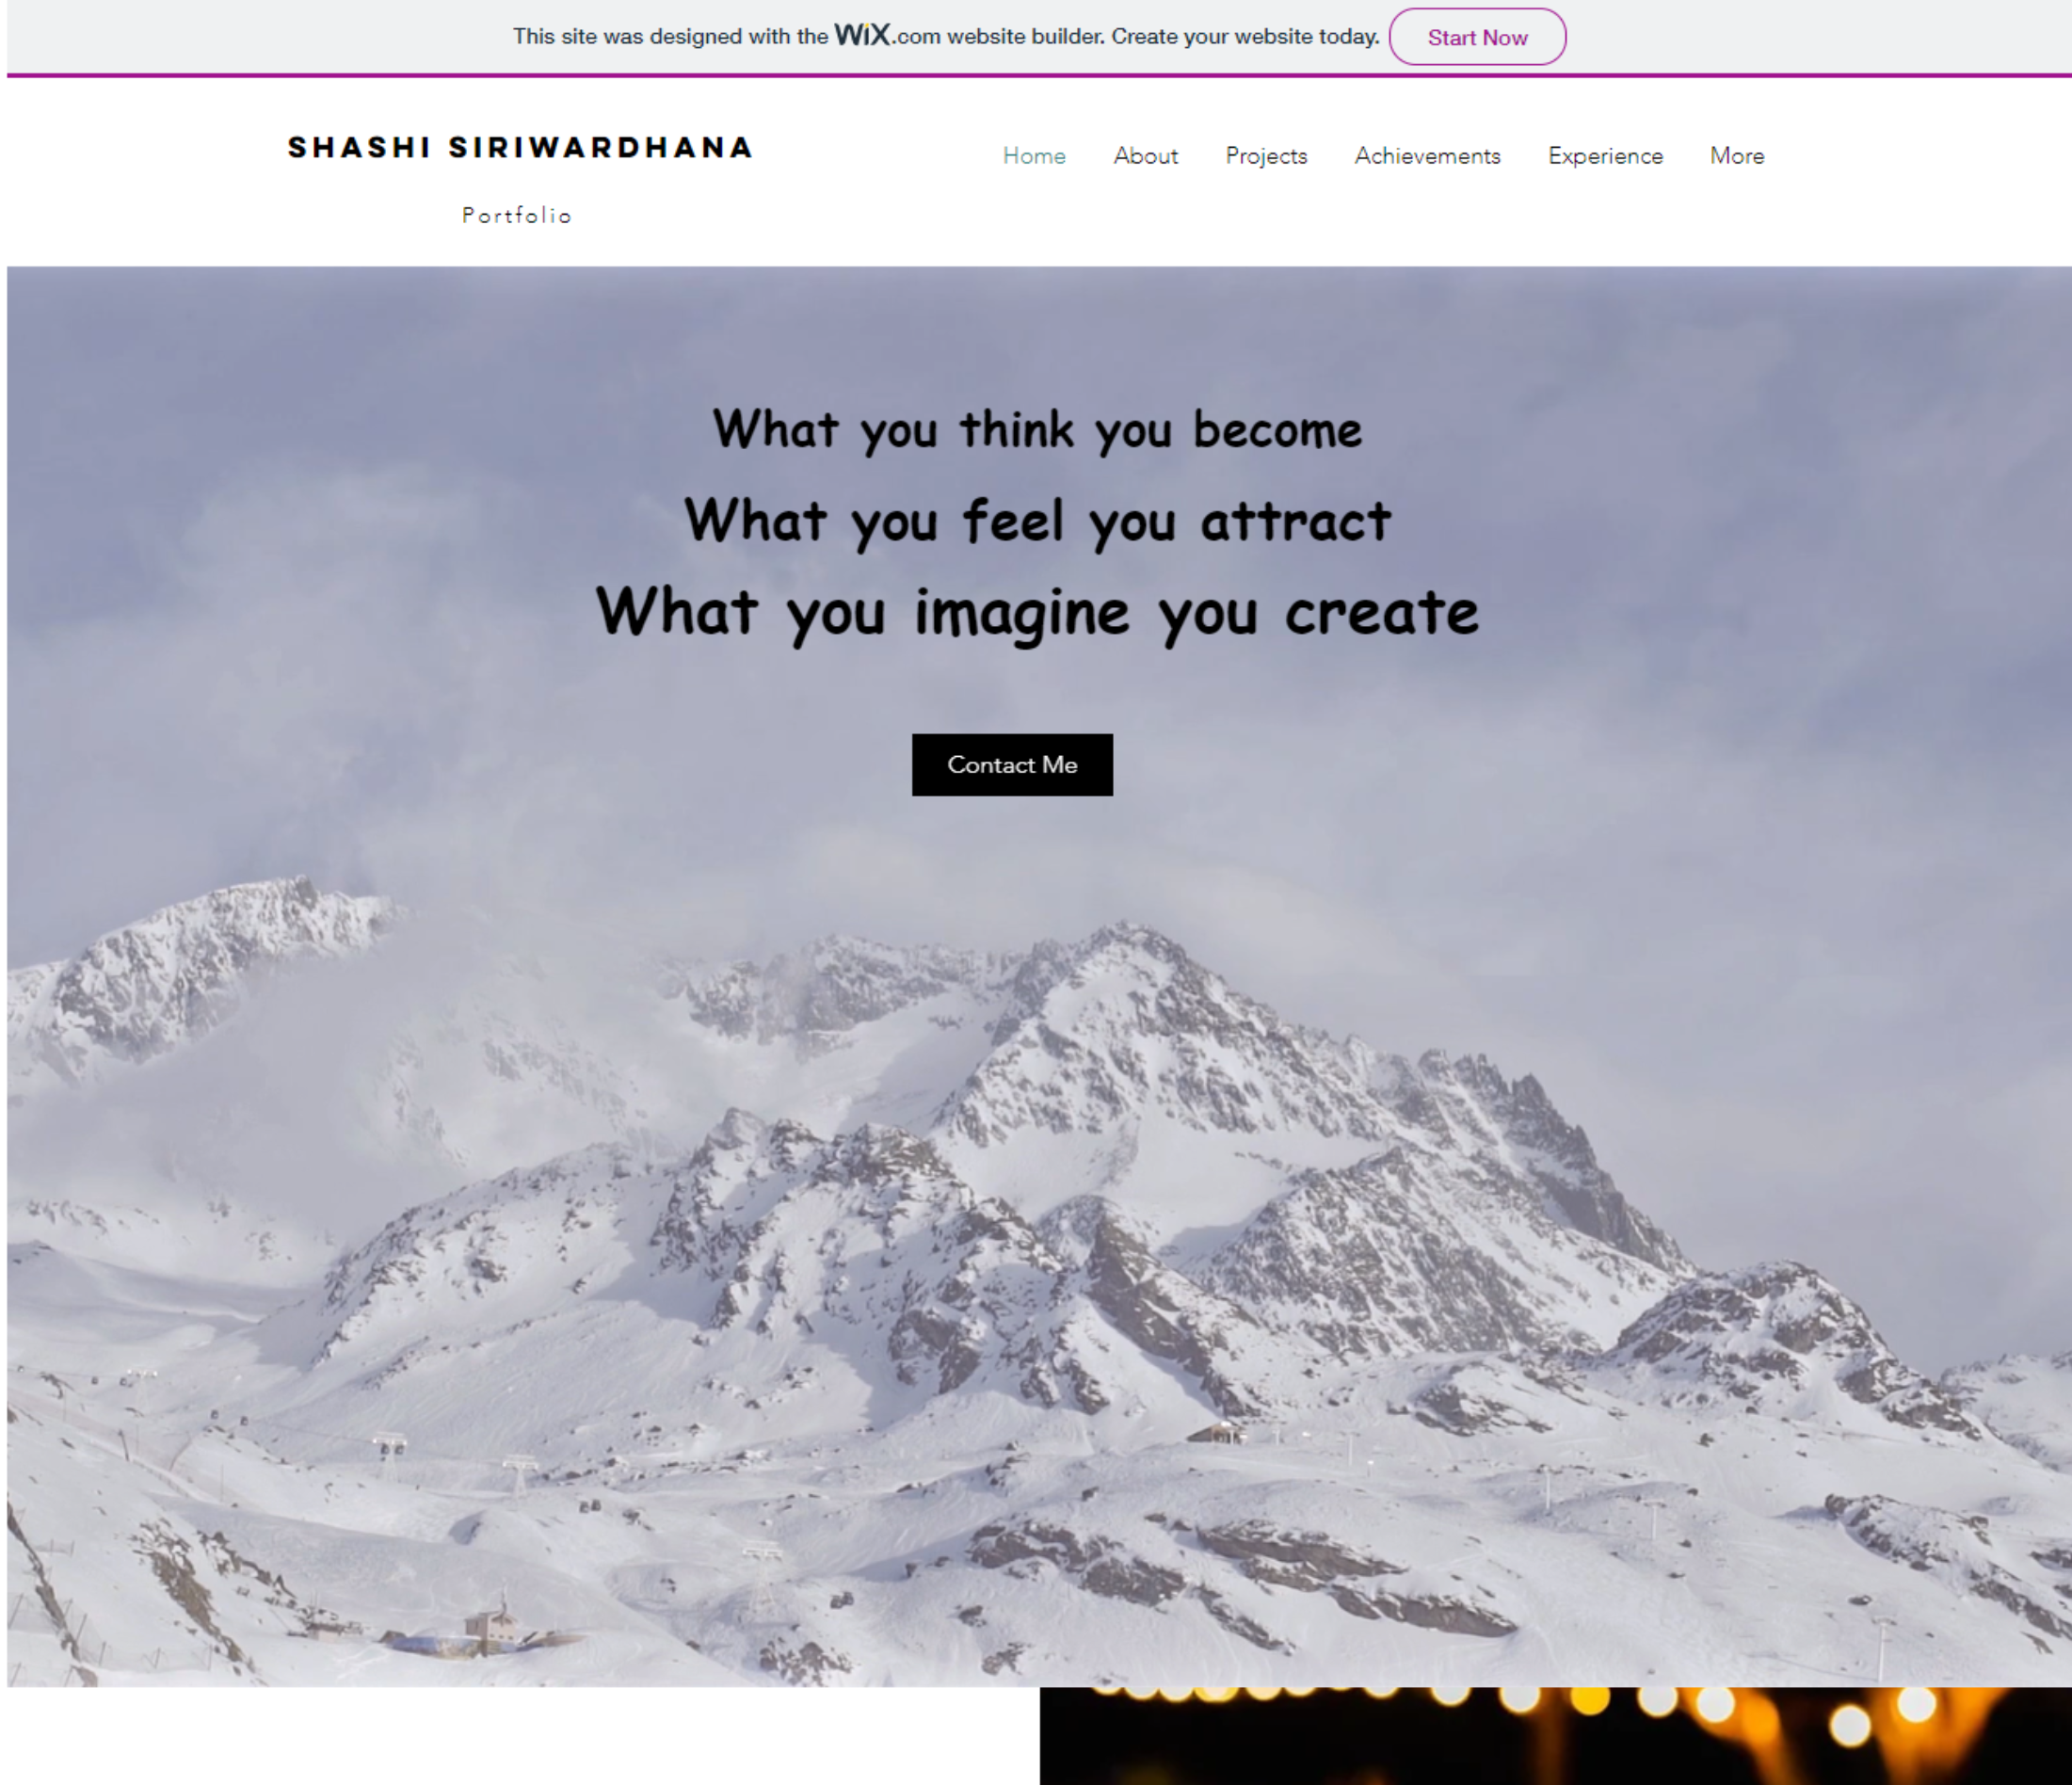 This site was designed with the WiX.com website builder. Create your website today. Start Now
SHASHI SIRIWARDHANA
Portfolio
Home About Projects Achievements Experience More
What you think you become
What you feel you attract
What you imagine you create
Contact Me